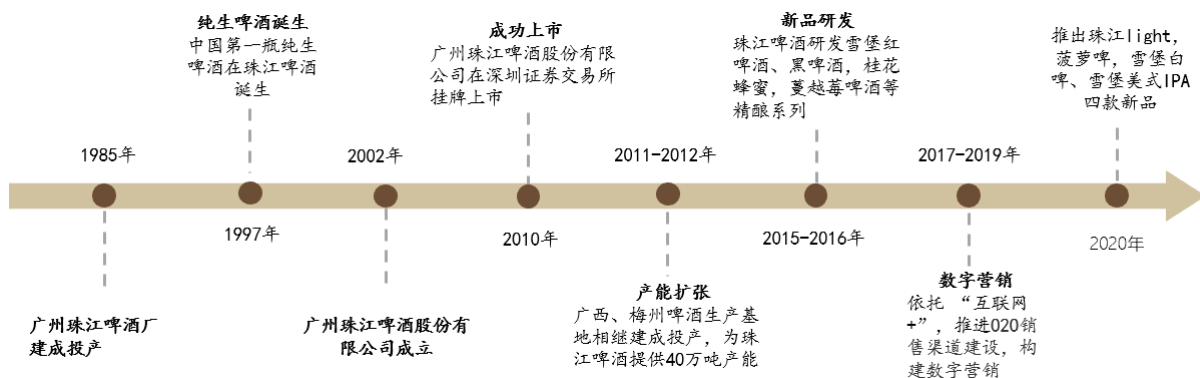 纯生啤酒诞生
中国第一瓶纯生
啤酒在珠江啤酒
诞生
成功上市
广州珠江啤酒股份有限
公司在深圳证券交易所
挂牌上市
新品研发
珠江啤酒研发雪堡红
啤酒、黑啤酒，桂花
蜂蜜，蔓越莓啤酒等
精酿系列
推出珠江light，
菠萝啤，雪堡白
啤、雪堡美式IPA
四款新品
1985年
2002年
2011-2012年
2017-2019年
1997年
2010年
2015-2016年
2020年
广州珠江啤酒厂
建成投产
广州珠江啤酒股份有
限公司成立
产能扩张
广西、梅州啤酒生产基
地相继建成投产，为珠
江啤酒提供40万吨产能
数字营销
依托 “互联网
+”，推进O2O销
售渠道建设，构
建数字营销